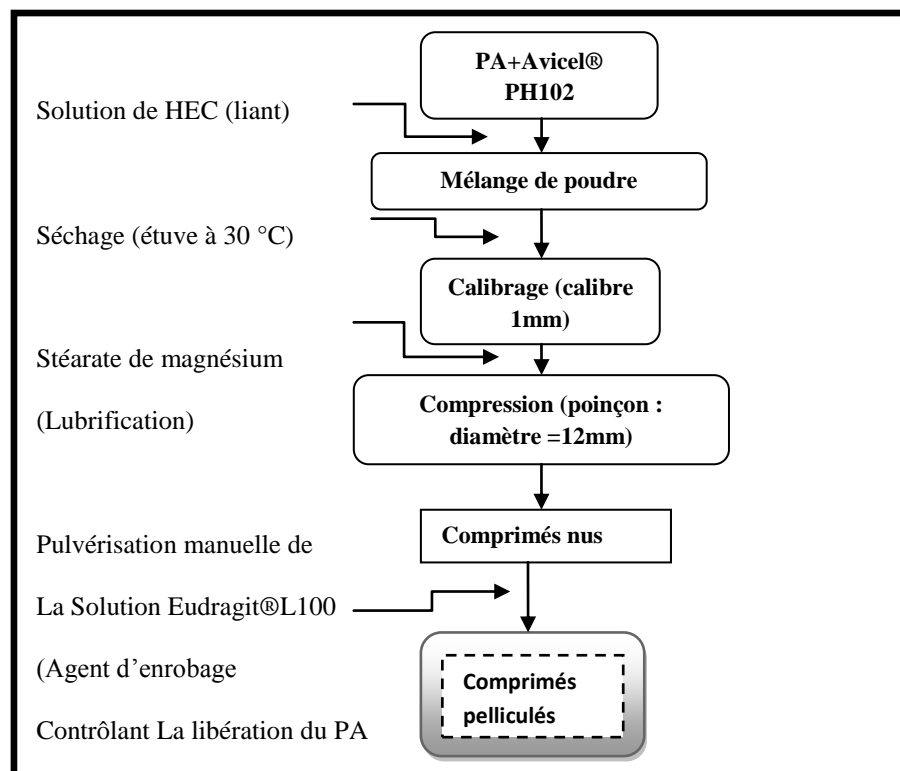 PA+Avicel®
PH102
Solution de HEC (liant)
Mélange de poudre
Séchage (étuve à 30 °C)
Calibrage (calibre
1mm)
Stéarate de magnésium
(Lubrification)
Compression (poinçon :
diamètre =12mm)
Comprimés nus
Pulvérisation manuelle de
La Solution Eudragit®L100
(Agent d’enrobage
Contrôlant La libération du PA
Comprimés
pelliculés